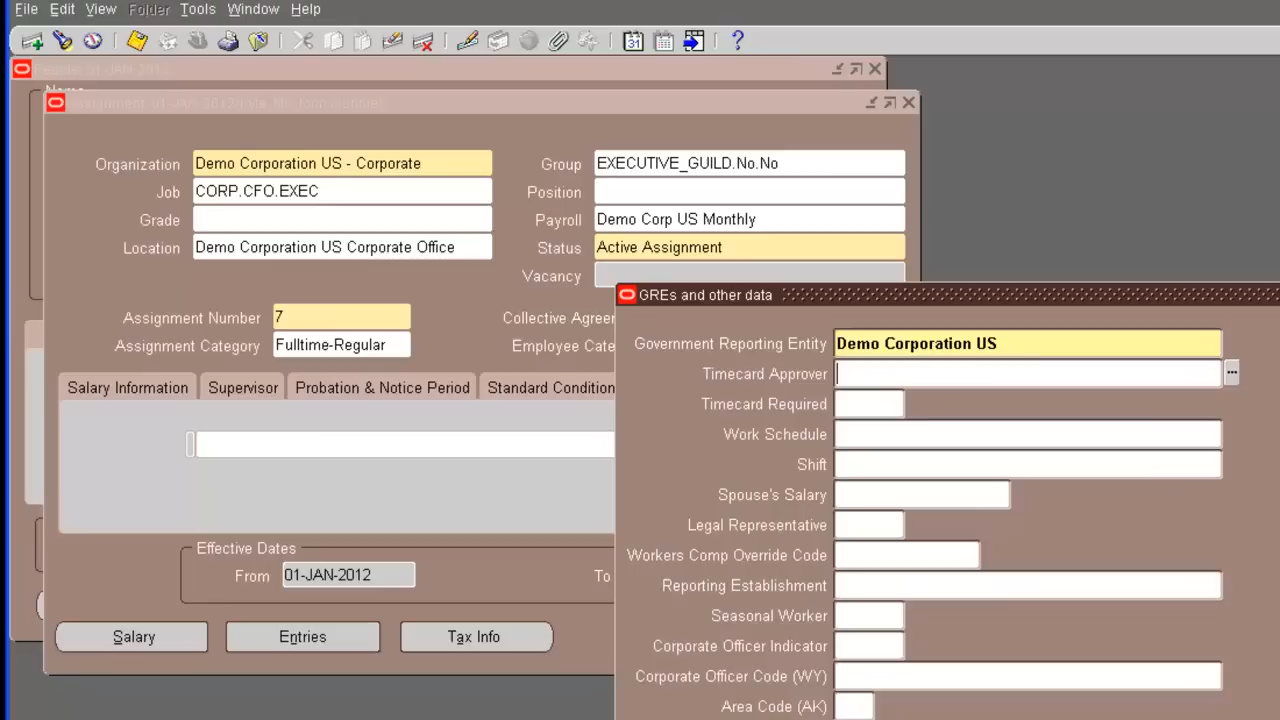 File Edit View Folder Tools Window Help
31
?
Organization Demo Corporation US - Corporate
Group EXECUTIVE_GUILD.No.No
Job CORP.CFO.EXEC
Position
Grade
Payroll Demo Corp US Monthly
Location Demo Corporation US Corporate Office
Status Active Assignment
Vacancy
GREs and other data
Assignment Number 7
Collective Agreer
Assignment Category Fulltime-Regular
Employee Cate
Salary Information Supervisor Probation & Notice Period Standard Condition
Effective Dates
From 01-JAN-2012 To
Salary Entries Tax Info
Government Reporting Entity Demo Corporation US
Timecard Approver ...
Timecard Required
Work Schedule
Shift
Spouse's Salary
Legal Representative
Workers Comp Override Code
Reporting Establishment
Seasonal Worker
Corporate Officer Indicator
Corporate Officer Code (WY)
Area Code (AK)